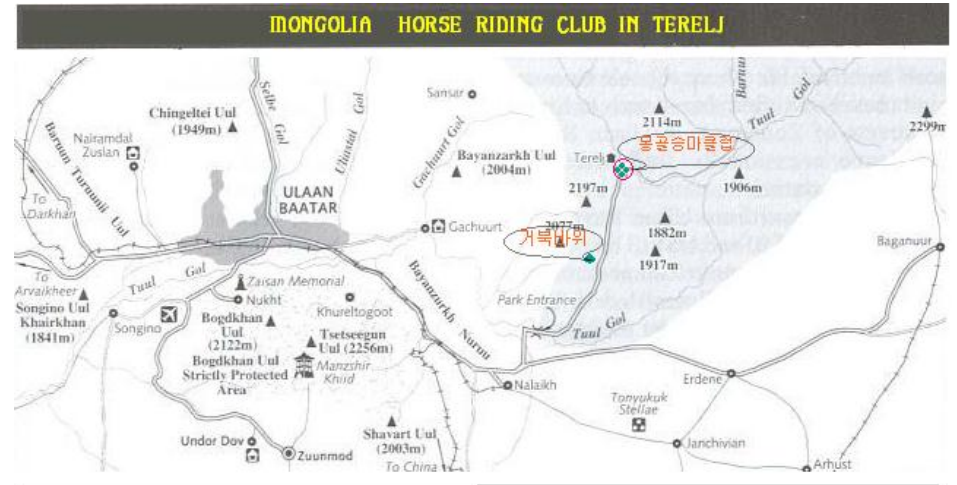 MONGOLIA HORSE RIDING CLUB IN TERELJ
Sansar
Selbe Gol
Uliastai Gol
Gachuurt Gol
Tuul Gol
2114m
2299m
Chingeltei Uul
(1949m)
Nairamdal
Zuslan
Baruun Turuunii Uul
Bayanzarkh Uul
(2004m)
몽골승마클럽
Terelj
2197m
1906m
To
Darkhan
ULAAN
BAATAR
Gachuurt
2077m
거북바위
1882m
1917m
Baganuur
To
Arvaikheer
Tuul Gol
Zaisan Memorial
Nukht
Khureltogoot
Bayanzurkh Nuruu
Park Entrance
Tuul Gol
Songino Uul
Khairkhan
(1841m)
Songino
Bogdkhan
Uul
(2122m)
Tsetseegun
Uul (2256m)
Bogdkhan Uul
Strictly Protected
Area
Manzshir
Khiid
Nalaikh
Erdene
Tonyukuk
Stellae
Undor Dov
Zuunmod
Shavart Uul
(2003m)
To China
Janchivian
Arhust